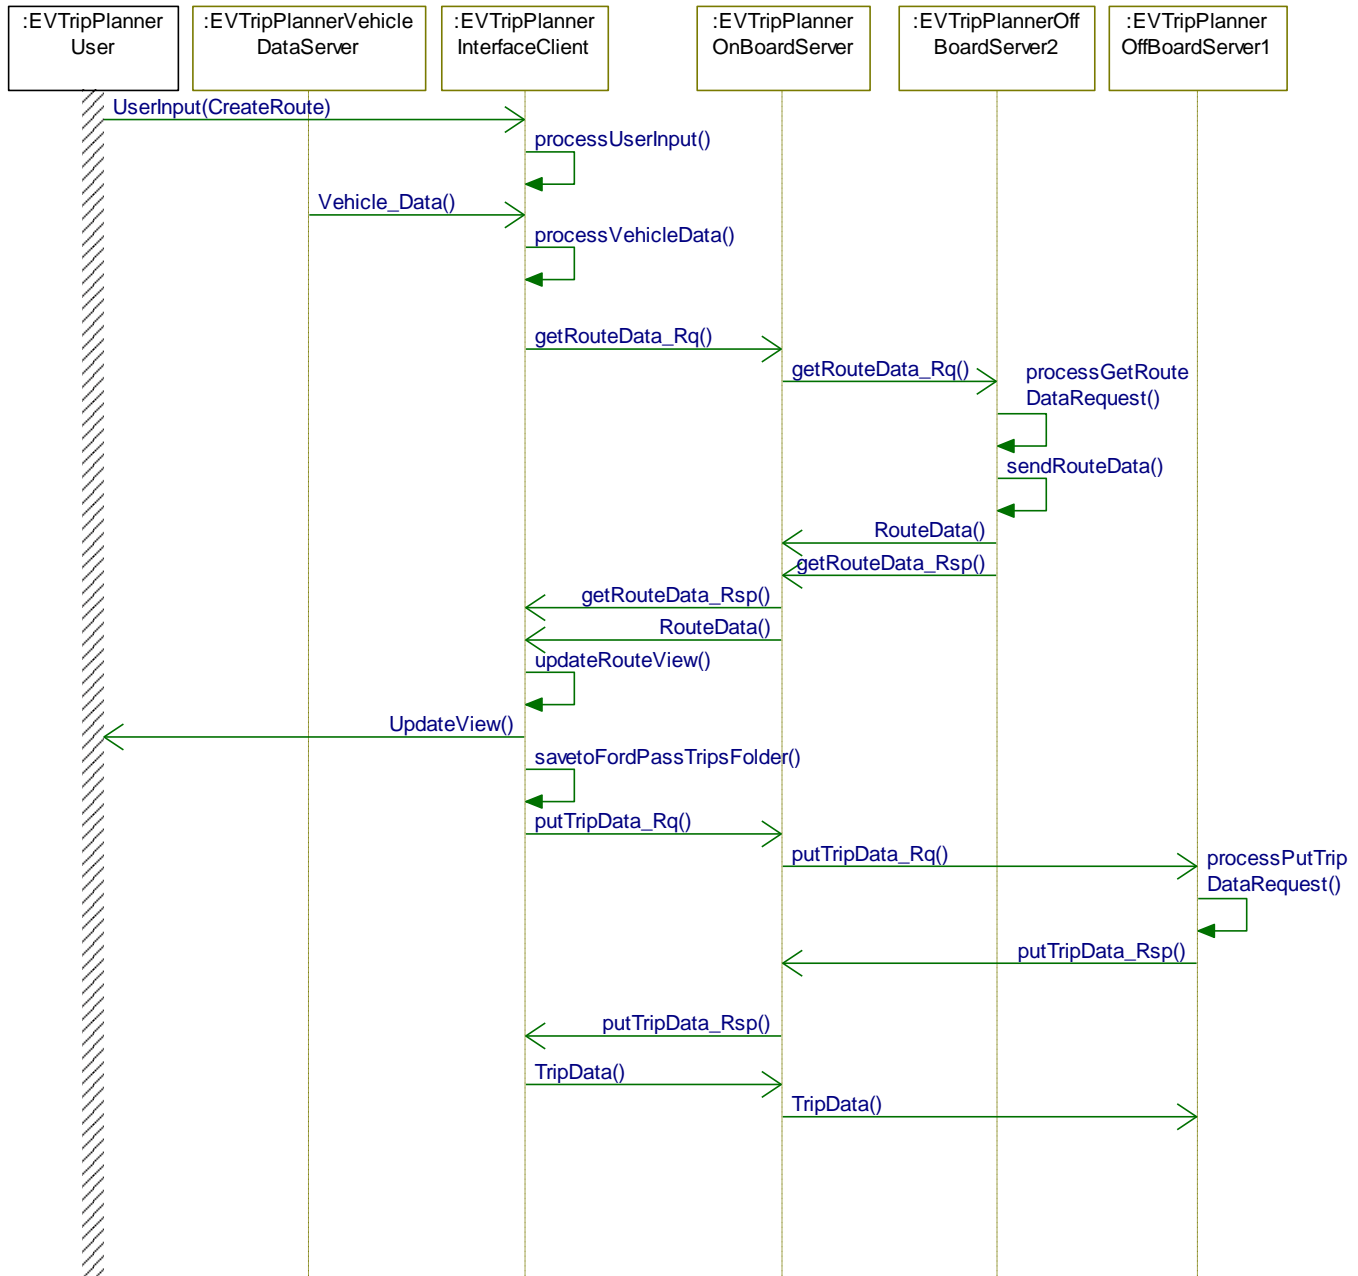 :EVTripPlanner
User
:EVTripPlannerVehicle
DataServer
:EVTripPlanner
InterfaceClient
:EVTripPlanner
OnBoardServer
:EVTripPlannerOff
BoardServer2
:EVTripPlanner
OffBoardServer1
UserInput(CreateRoute)
processUserInput()
Vehicle_Data()
processVehicleData()
getRouteData_Rq()
getRouteData_Rq()
processGetRoute
DataRequest()
sendRouteData()
RouteData()
getRouteData_Rsp()
getRouteData_Rsp()
RouteData()
updateRouteView()
UpdateView()
savetoFordPassTripsFolder()
putTripData_Rq()
putTripData_Rq()
processPutTrip
DataRequest()
putTripData_Rsp()
putTripData_Rsp()
TripData()
TripData()